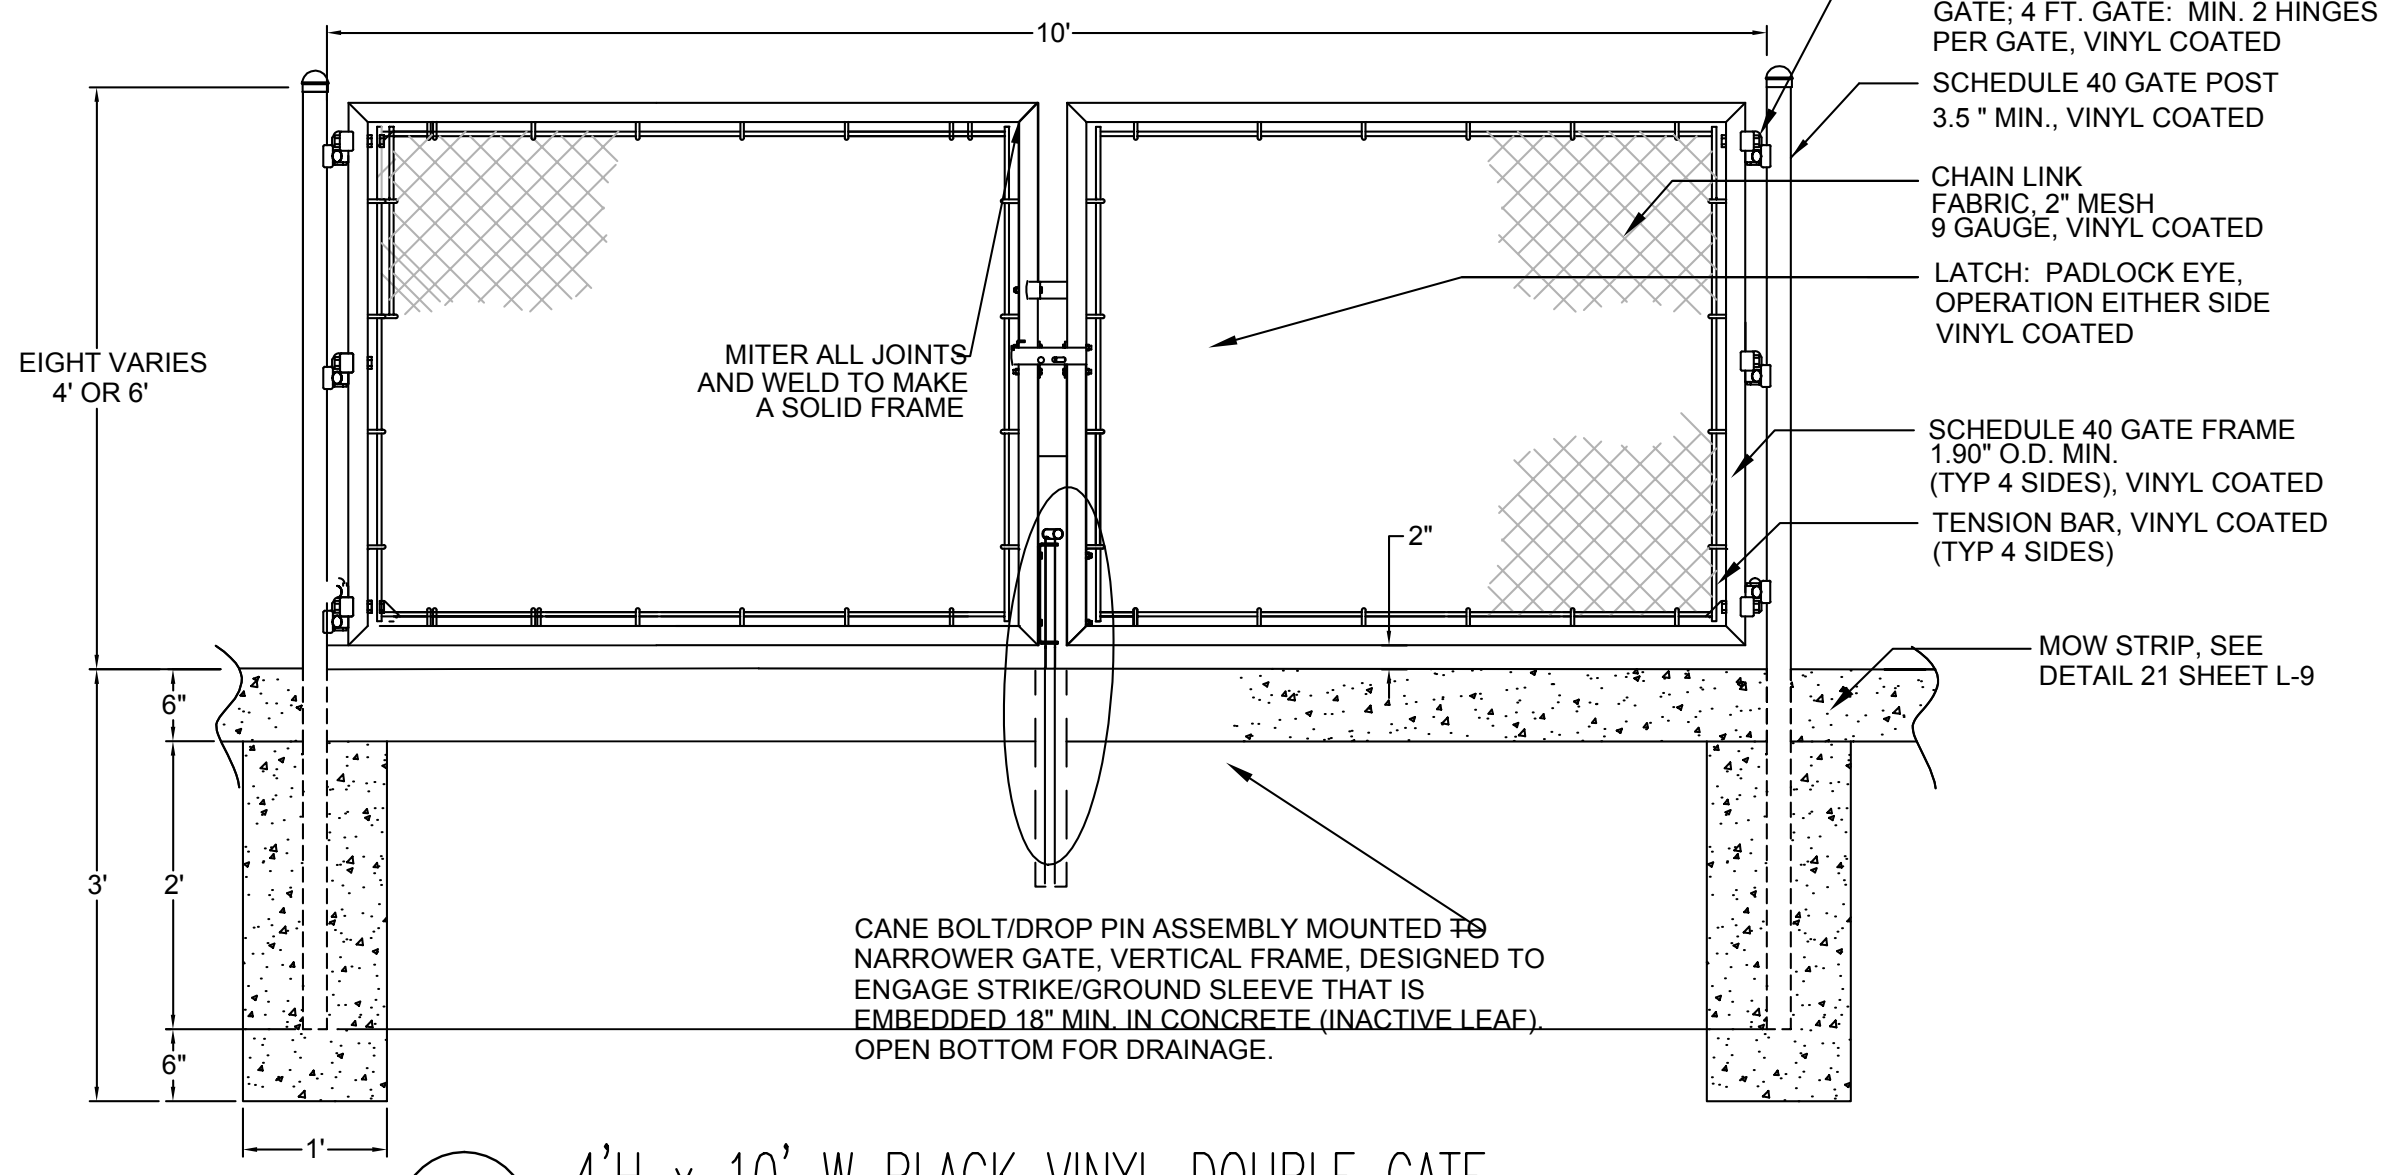 10'
GATE; 4 FT. GATE: MIN. 2 HINGES
PER GATE, VINYL COATED
SCHEDULE 40 GATE POST
3.5 " MIN., VINYL COATED
CHAIN LINK
FABRIC, 2" MESH
9 GAUGE, VINYL COATED
LATCH: PADLOCK EYE,
OPERATION EITHER SIDE
VINYL COATED
EIGHT VARIES
4' OR 6'
MITER ALL JOINTS
AND WELD TO MAKE
A SOLID FRAME
SCHEDULE 40 GATE FRAME
1.90" O.D. MIN.
(TYP 4 SIDES), VINYL COATED
TENSION BAR, VINYL COATED
(TYP 4 SIDES)
2"
MOW STRIP, SEE
DETAIL 21 SHEET L-9
6"
3'
2'
6"
1'
CANE BOLT/DROP PIN ASSEMBLY MOUNTED TO
NARROWER GATE, VERTICAL FRAME, DESIGNED TO
ENGAGE STRIKE/GROUND SLEEVE THAT IS
EMBEDDED 18" MIN. IN CONCRETE (INACTIVE LEAF).
OPEN BOTTOM FOR DRAINAGE.
4'H x 10' W BLACK VINYL DOUBLE GATE